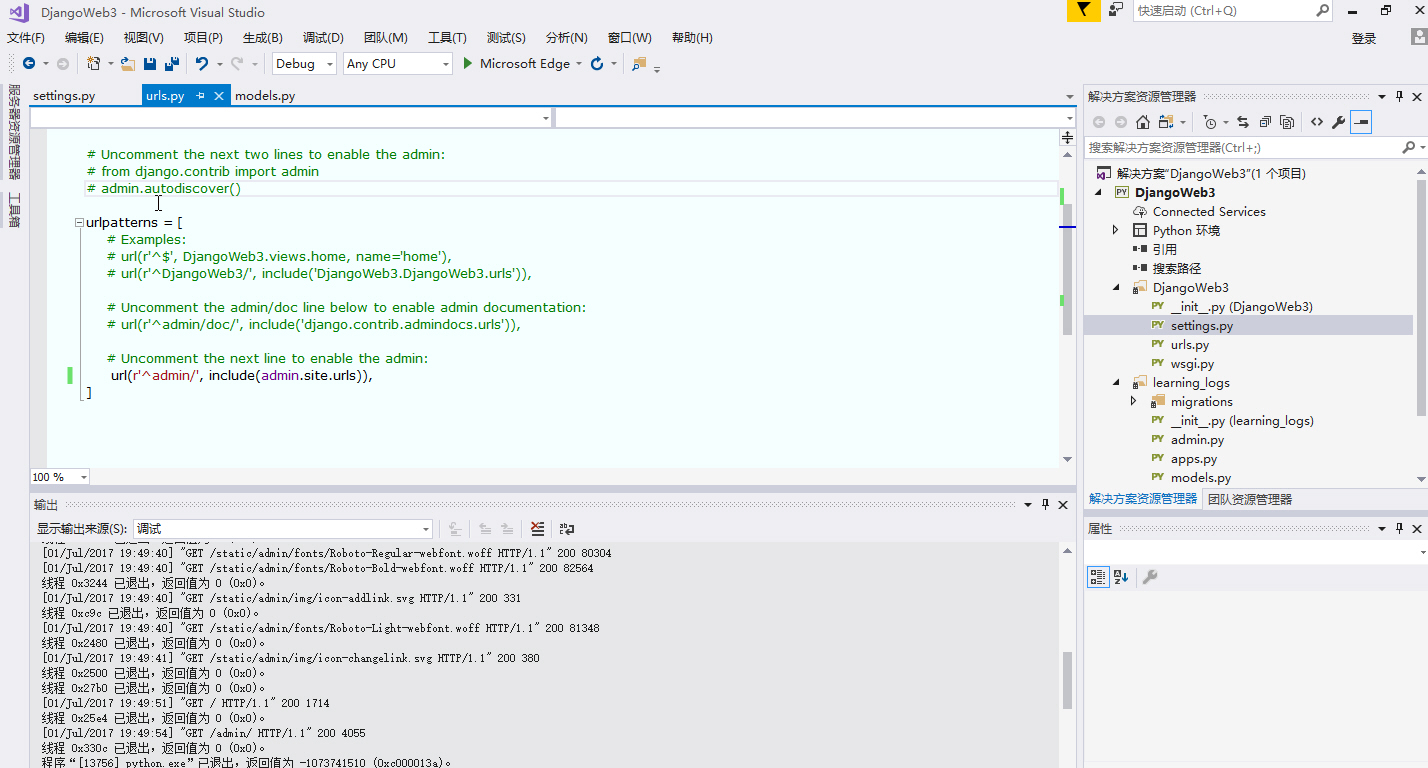 DjangoWeb3 - Microsoft Visual Studio
快速启动 (Ctrl+Q)
文件(F) 编辑(E) 视图(V) 项目(P) 生成(B) 调试(D) 团队(M) 工具(T) 测试(S) 分析(N) 窗口(W) 帮助(H)
登录
Debug Any CPU Microsoft Edge
服务器资源管理器
工具箱
settings.py urls.py models.py
# Uncomment the next two lines to enable the admin:
# from django.contrib import admin
# admin.autodiscover()
urlpatterns = [
# Examples:
# url(r'^$', DjangoWeb3.views.home, name='home'),
# url(r'^DjangoWeb3/', include('DjangoWeb3.DjangoWeb3.urls')),
# Uncomment the admin/doc line below to enable admin documentation:
# url(r'^admin/doc/', include('django.contrib.admindocs.urls')),
# Uncomment the next line to enable the admin:
url(r'^admin/', include(admin.site.urls)),
]
100 %
输出
显示输出来源(S): 调试
[01/Jul/2017 19:49:40] "GET /static/admin/fonts/Roboto-Regular-webfont.woff HTTP/1.1" 200 80304
[01/Jul/2017 19:49:40] "GET /static/admin/fonts/Roboto-Bold-webfont.woff HTTP/1.1" 200 82564
线程 0x3244 已退出，返回值为 0 (0x0)。
[01/Jul/2017 19:49:40] "GET /static/admin/img/icon-addlink.svg HTTP/1.1" 200 331
线程 0xc9c 已退出，返回值为 0 (0x0)。
[01/Jul/2017 19:49:40] "GET /static/admin/fonts/Roboto-Light-webfont.woff HTTP/1.1" 200 81348
线程 0x2480 已退出，返回值为 0 (0x0)。
[01/Jul/2017 19:49:41] "GET /static/admin/img/icon-changelink.svg HTTP/1.1" 200 380
线程 0x2500 已退出，返回值为 0 (0x0)。
线程 0x27b0 已退出，返回值为 0 (0x0)。
[01/Jul/2017 19:49:51] "GET / HTTP/1.1" 200 1714
线程 0x25e4 已退出，返回值为 0 (0x0)。
[01/Jul/2017 19:49:54] "GET /admin/ HTTP/1.1" 200 4055
线程 0x330c 已退出，返回值为 0 (0x0)。
程序“[13756] python.exe”已退出，返回值为 -1073741510 (0xc000013a)。
解决方案资源管理器
搜索解决方案资源管理器(Ctrl+;)
解决方案"DjangoWeb3"(1 个项目)
PY DjangoWeb3
Connected Services
Python 环境
引用
搜索路径
DjangoWeb3
PY __init__.py (DjangoWeb3)
PY settings.py
PY urls.py
PY wsgi.py
learning_logs
migrations
PY __init__.py (learning_logs)
PY admin.py
PY apps.py
PY models.py
解决方案资源管理器 团队资源管理器
属性